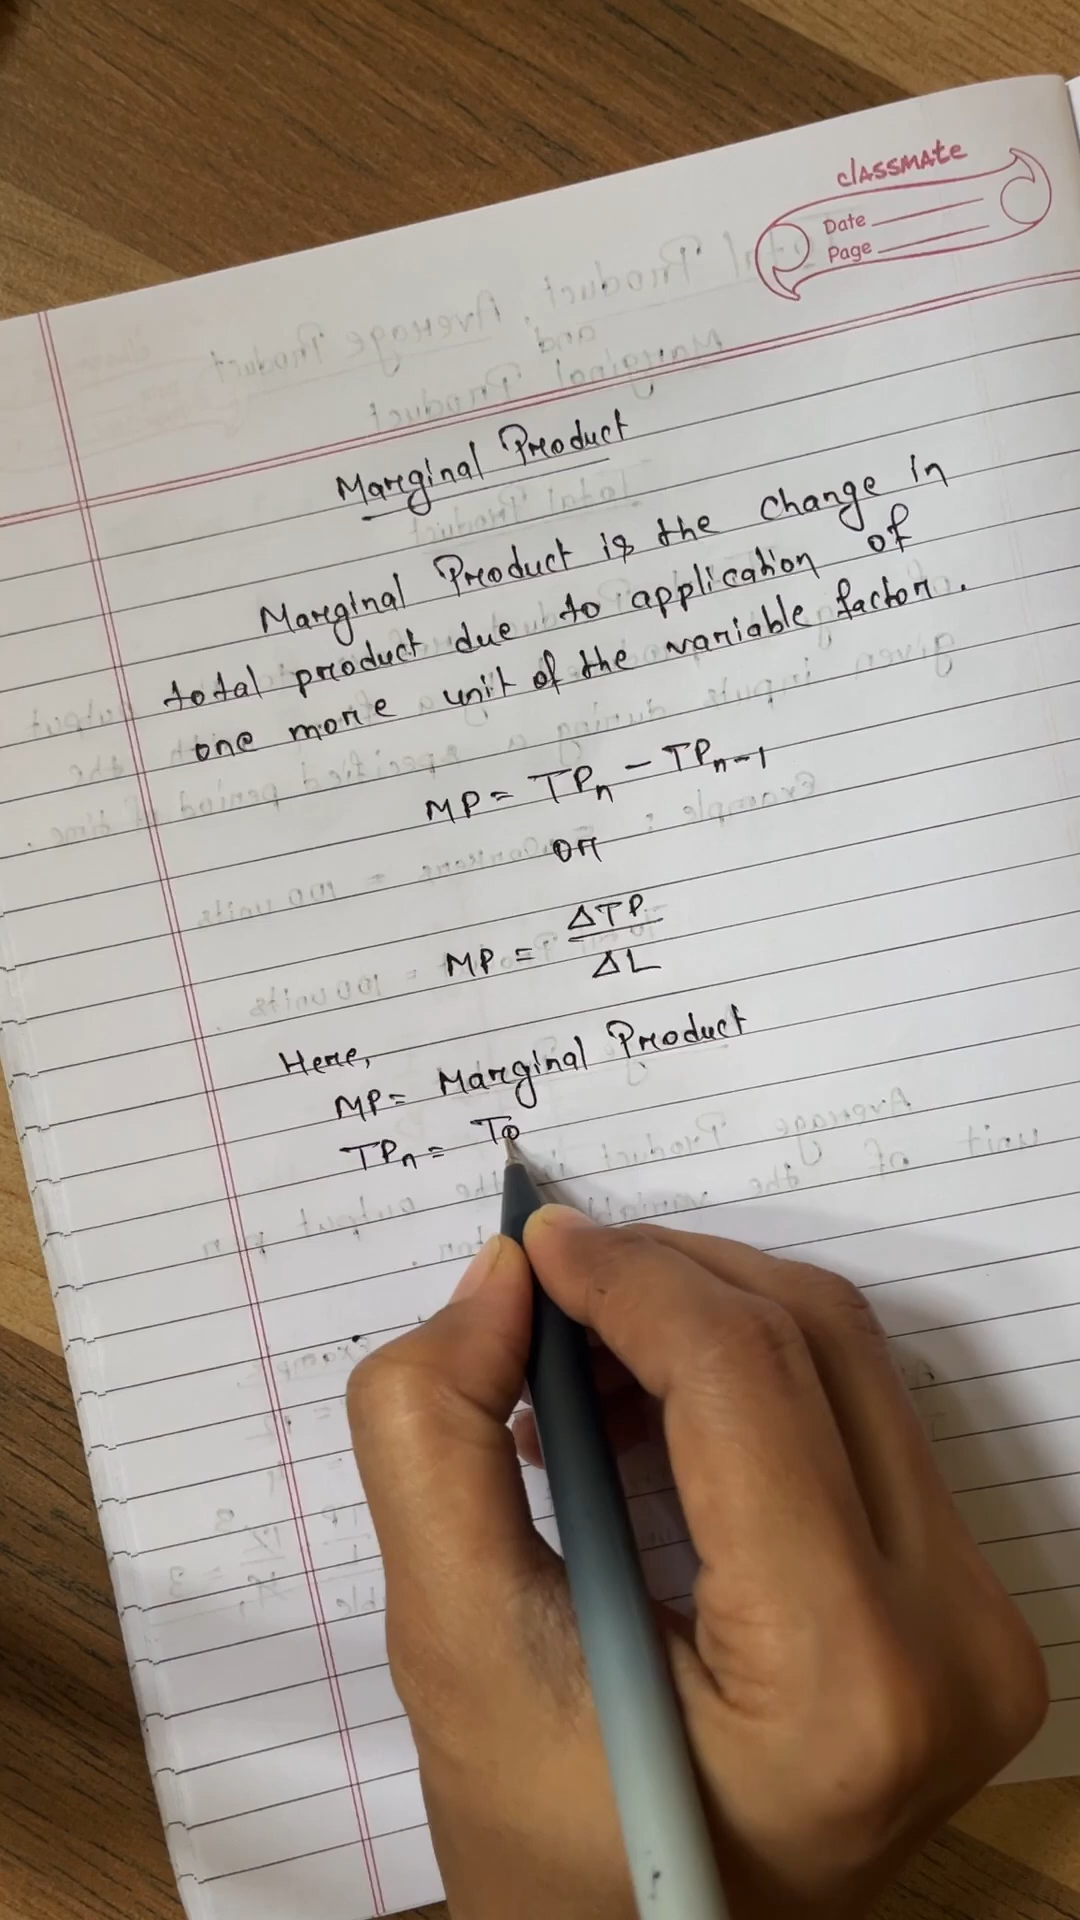 classmate
Date
Page
Marginal Product
Marginal Product is the change in
total product due to application of
one more unit of the variable factor.
MP = TPₙ - TPₙ₋₁
or
MP = ΔTP/ΔL
Here,
MP = Marginal Product
TPₙ = To